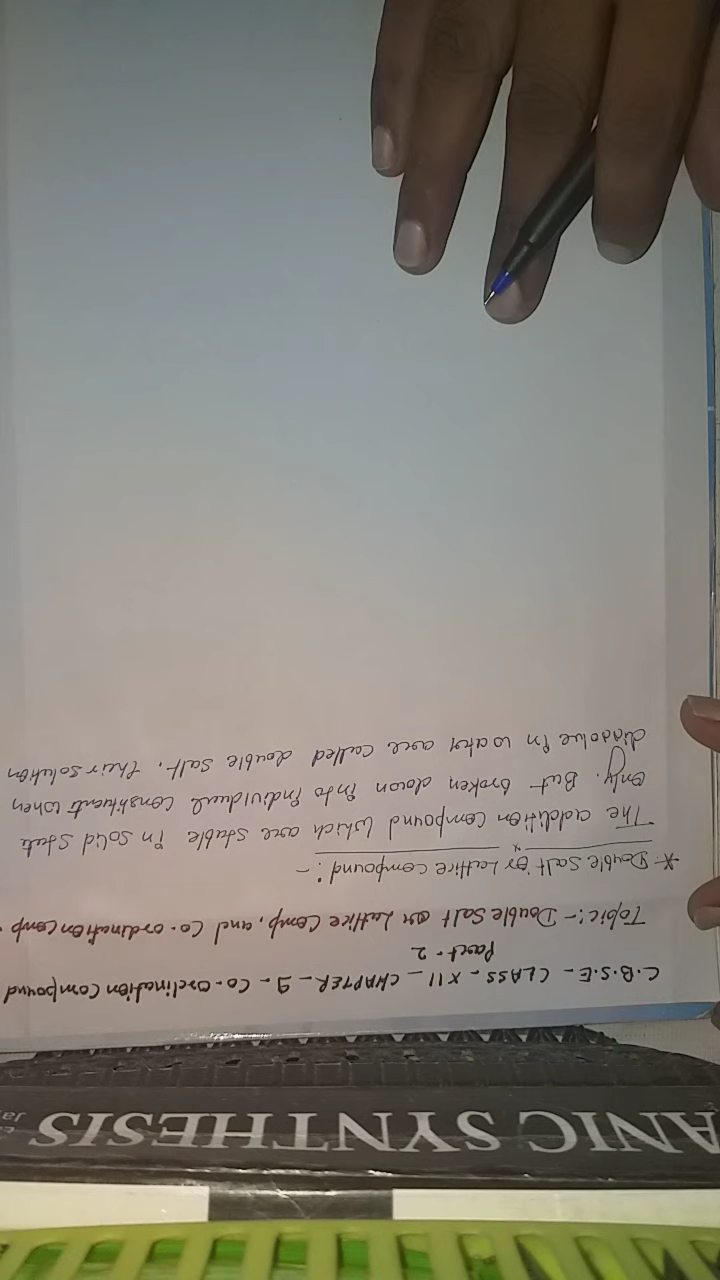 C.B.S.E - CLASS - XII - CHAPTER - 9 - Co-ordination Compound
Part-2
Topic:- Double Salt or Lattice Comp, and Co-ordination Comp.
* Double Salt or Lattice Compound :-
The addition Compound which are stable in solid state
only. But broken down into individual Constituent when
dissolve in water are called double salt. their solution
ANIC SYNTHESIS